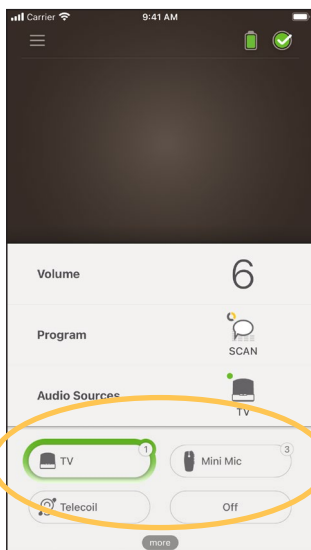 Carrier 9:41 AM
Volume 6
Program
SCAN
Audio Sources
TV
TV 1 Mini Mic 3
Telecoil Off
more